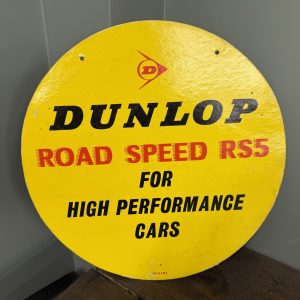 D
DUNLOP
ROAD SPEED RS5
FOR
HIGH PERFORMANCE
CARS